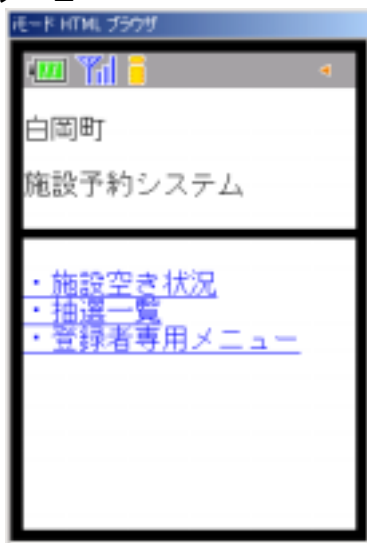 iモード HTML ブラウザ
白岡町
施設予約システム
・施設空き状況
・抽選一覧
・登録者専用メニュー